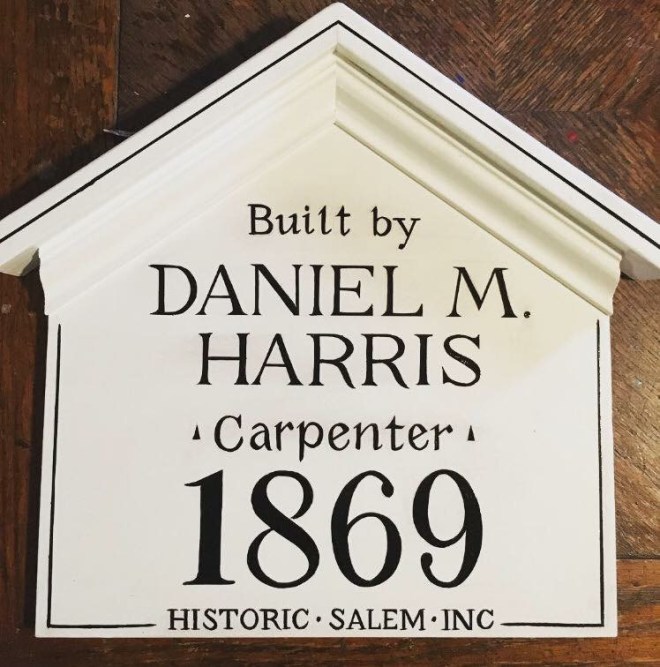 Built by
DANIEL M.
HARRIS
· Carpenter ·
1869
HISTORIC · SALEM · INC